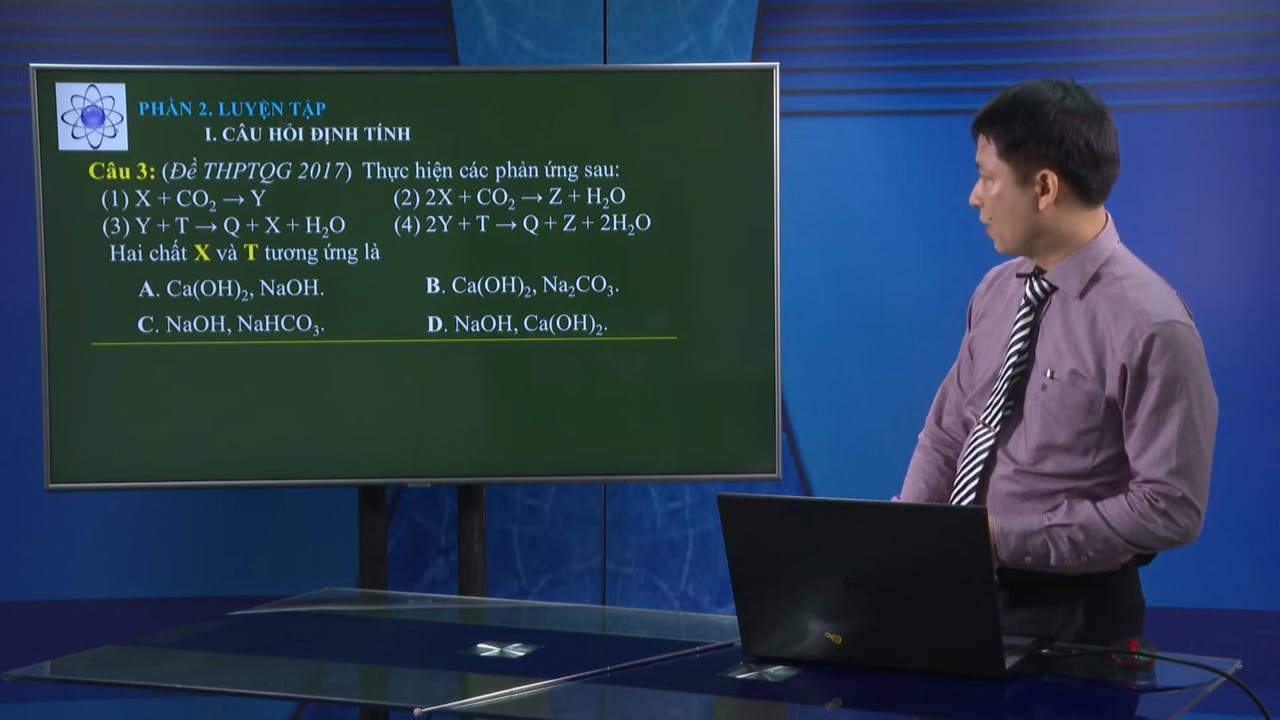 PHẦN 2. LUYỆN TẬP
I. CÂU HỎI ĐỊNH TÍNH
Câu 3: (Đề THPTQG 2017) Thực hiện các phản ứng sau:
(1) X + CO₂ → Y (2) 2X + CO₂ → Z + H₂O
(3) Y + T → Q + X + H₂O (4) 2Y + T → Q + Z + 2H₂O
Hai chất X và T tương ứng là
A. Ca(OH)₂, NaOH. B. Ca(OH)₂, Na₂CO₃.
C. NaOH, NaHCO₃. D. NaOH, Ca(OH)₂.